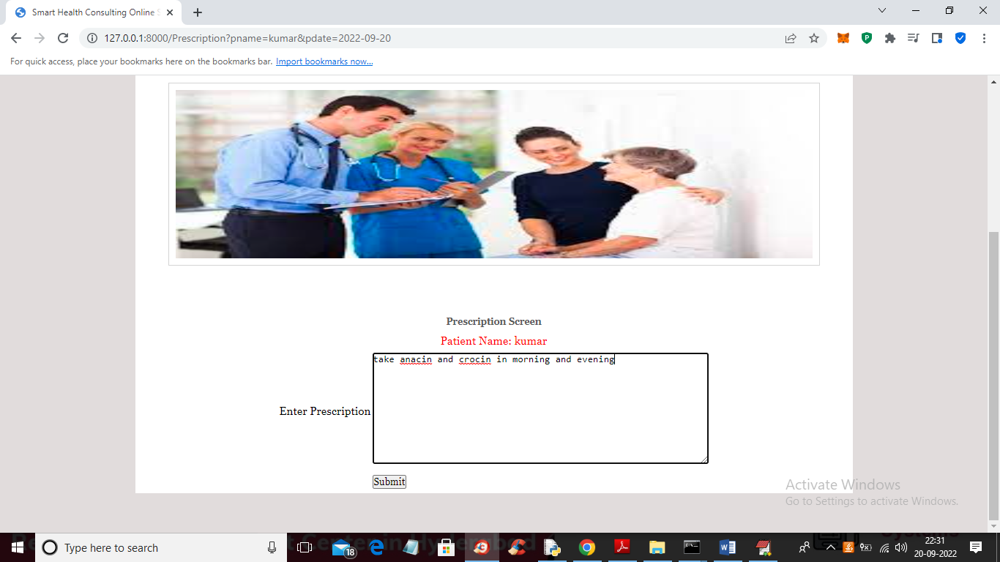 Smart Health Consulting Online S
127.0.0.1:8000/Prescription?pname=kumar&pdate=2022-09-20
For quick access, place your bookmarks here on the bookmarks bar. Import bookmarks now...
Prescription Screen
Patient Name: kumar
take anacin and crocin in morning and evening
Enter Prescription
Submit
Activate Windows
Go to Settings to activate Windows.
Type here to search
18
22:31
20-09-2022